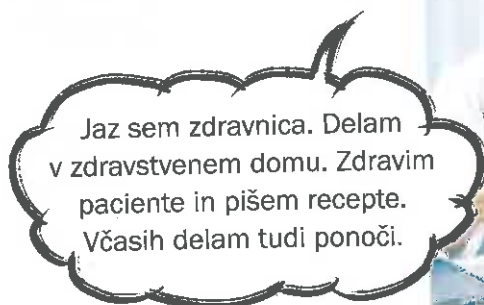 Jaz sem zdravnica. Delam
v zdravstvenem domu. Zdravim
paciente in pišem recepte.
Včasih delam tudi ponoči.